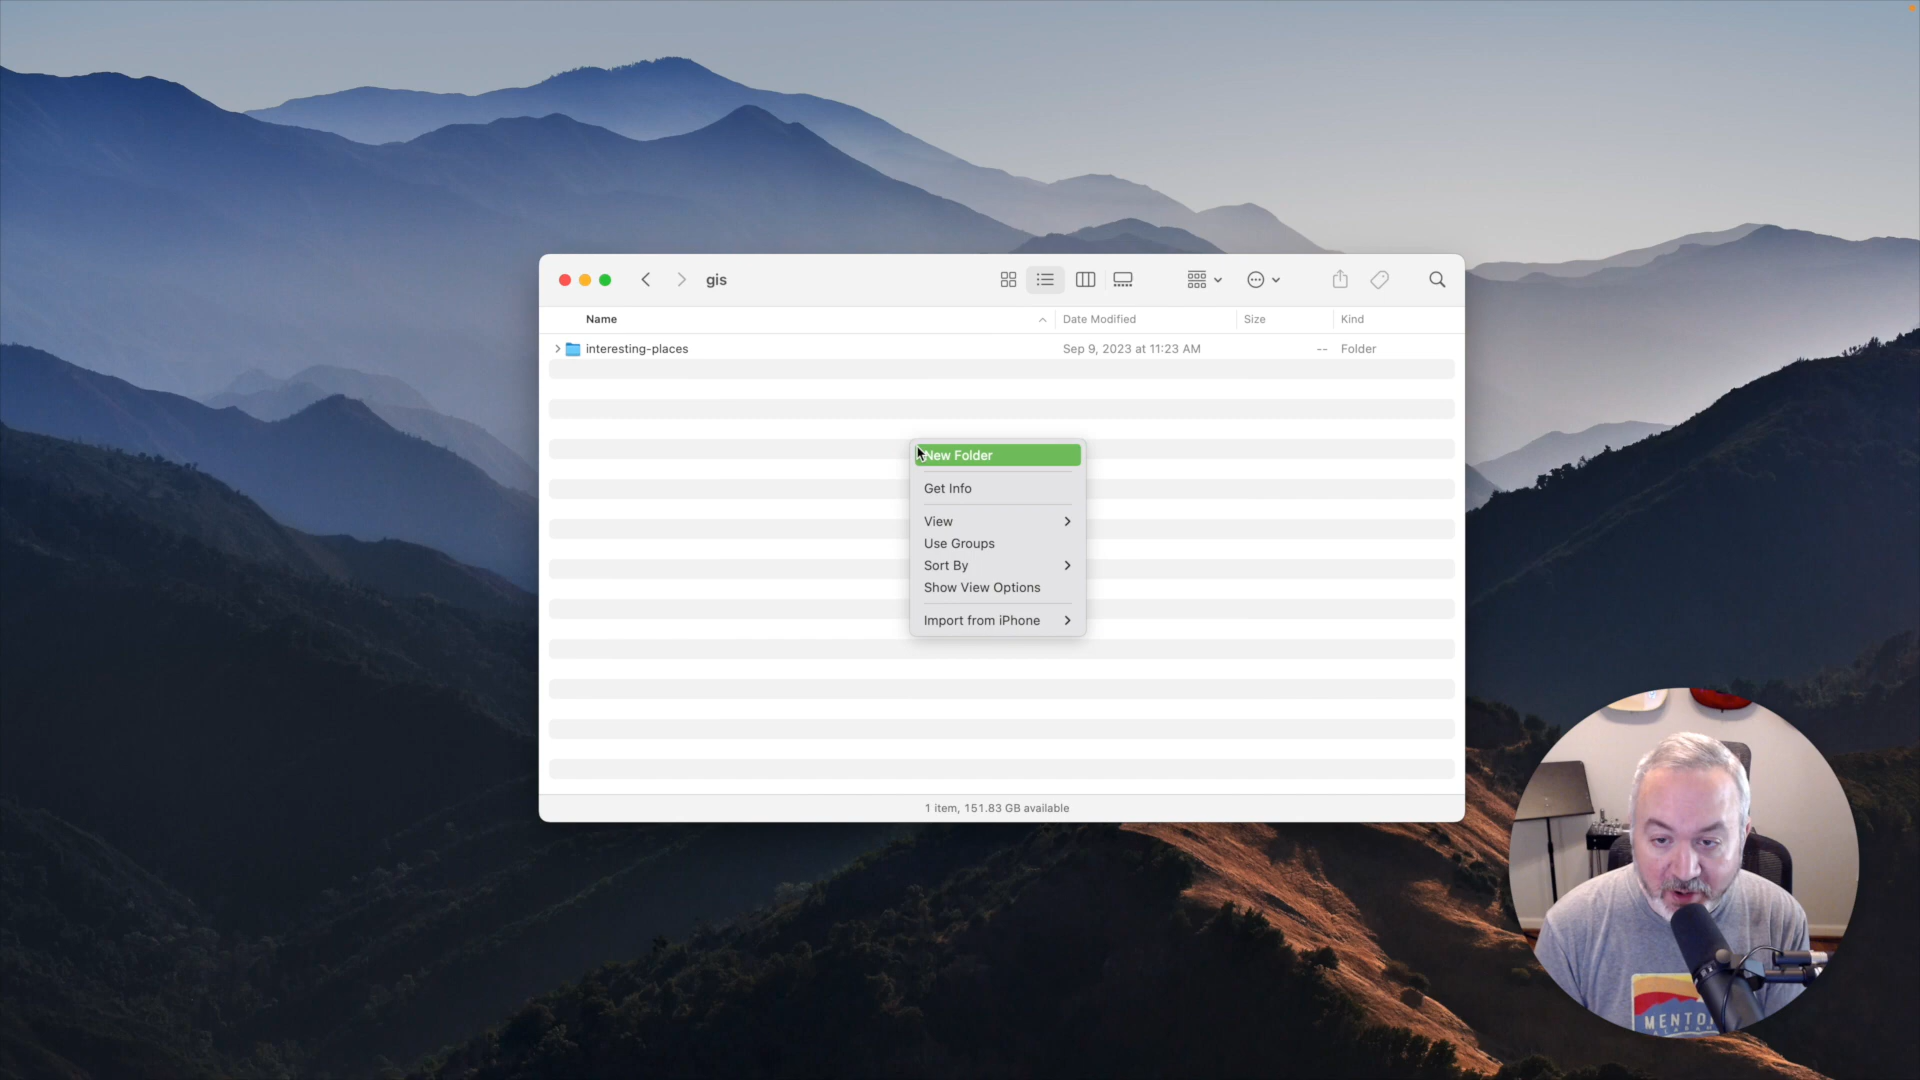 gis
Name Date Modified Size Kind
interesting-places Sep 9, 2023 at 11:23 AM -- Folder
New Folder
Get Info
View
Use Groups
Sort By
Show View Options
Import from iPhone
1 item, 151.83 GB available